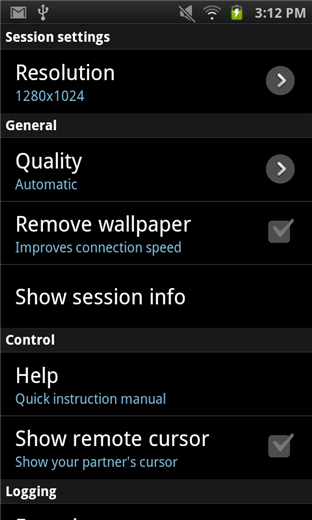 3:12 PM
Session settings
Resolution
1280x1024
General
Quality
Automatic
Remove wallpaper
Improves connection speed
Show session info
Control
Help
Quick instruction manual
Show remote cursor
Show your partner's cursor
Logging